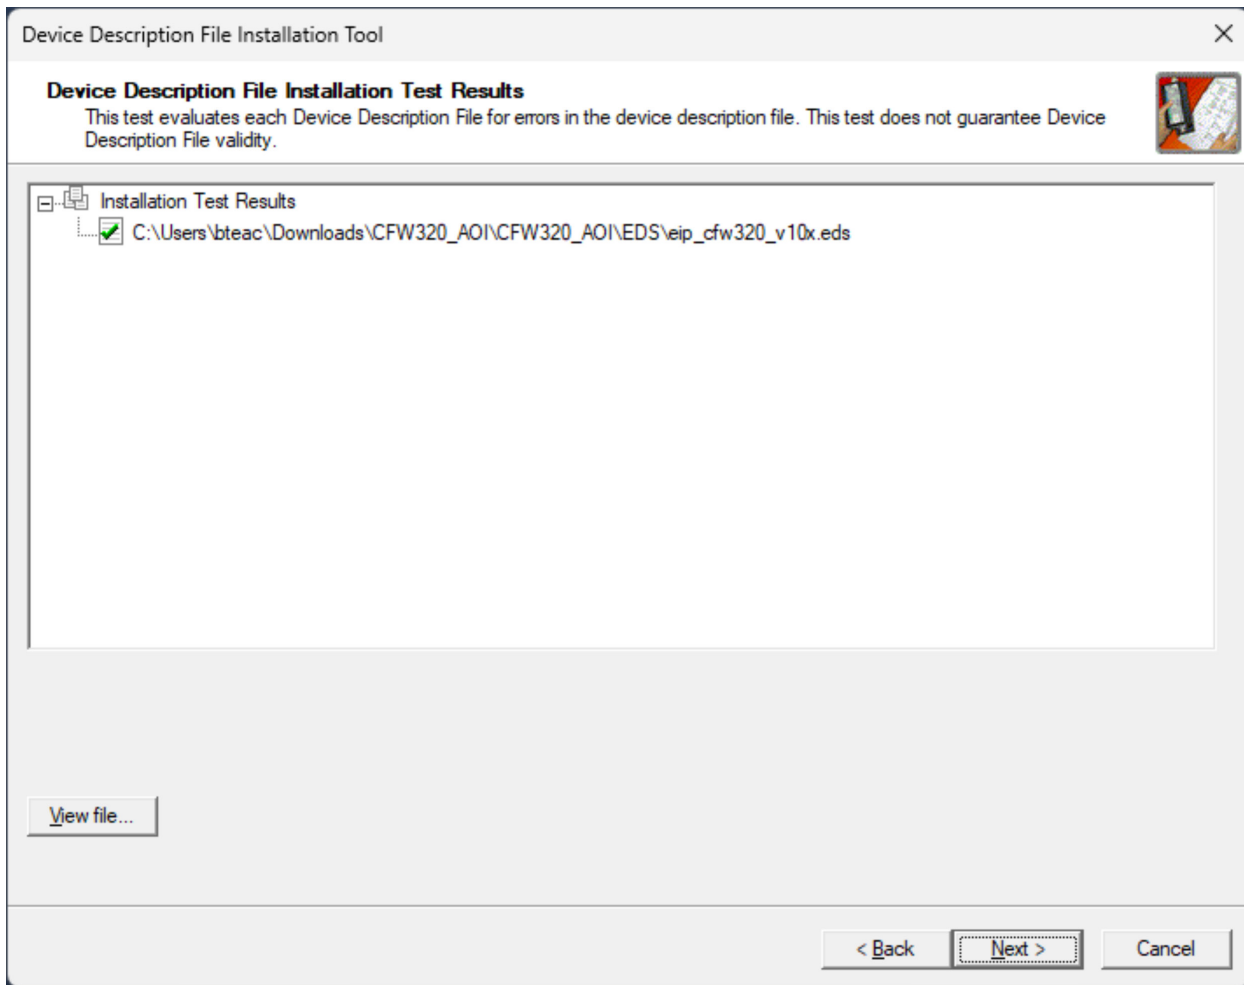 Device Description File Installation Tool
Device Description File Installation Test Results
This test evaluates each Device Description File for errors in the device description file. This test does not guarantee Device
Description File validity.
Installation Test Results
C:\Users\bteac\Downloads\CFW320_AOI\CFW320_AOI\EDS\eip_cfw320_v10x.eds
View file...
< Back
Next >
Cancel